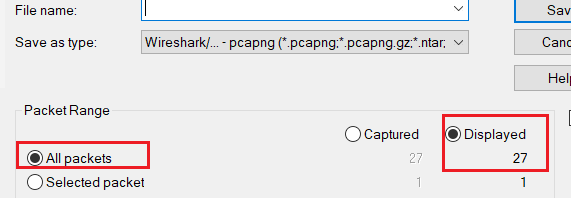 File name:
Save as type: Wireshark/... - pcapng (*.pcapng;*.pcapng.gz;*.ntar;
Packet Range
Captured Displayed
All packets 27 27
Selected packet 1 1
Sav
Canc
Help